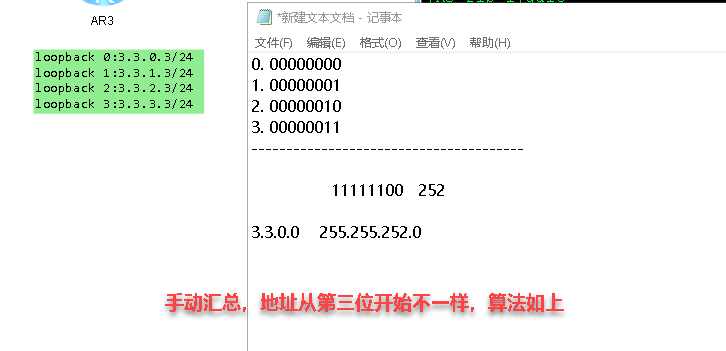 AR3
loopback 0:3.3.0.3/24
loopback 1:3.3.1.3/24
loopback 2:3.3.2.3/24
loopback 3:3.3.3.3/24
*新建文本文档 - 记事本
文件(F) 编辑(E) 格式(O) 查看(V) 帮助(H)
0. 00000000
1. 00000001
2. 00000010
3. 00000011
---------------------------------------
11111100 252
3.3.0.0 255.255.252.0
手动汇总，地址从第三位开始不一样，算法如上